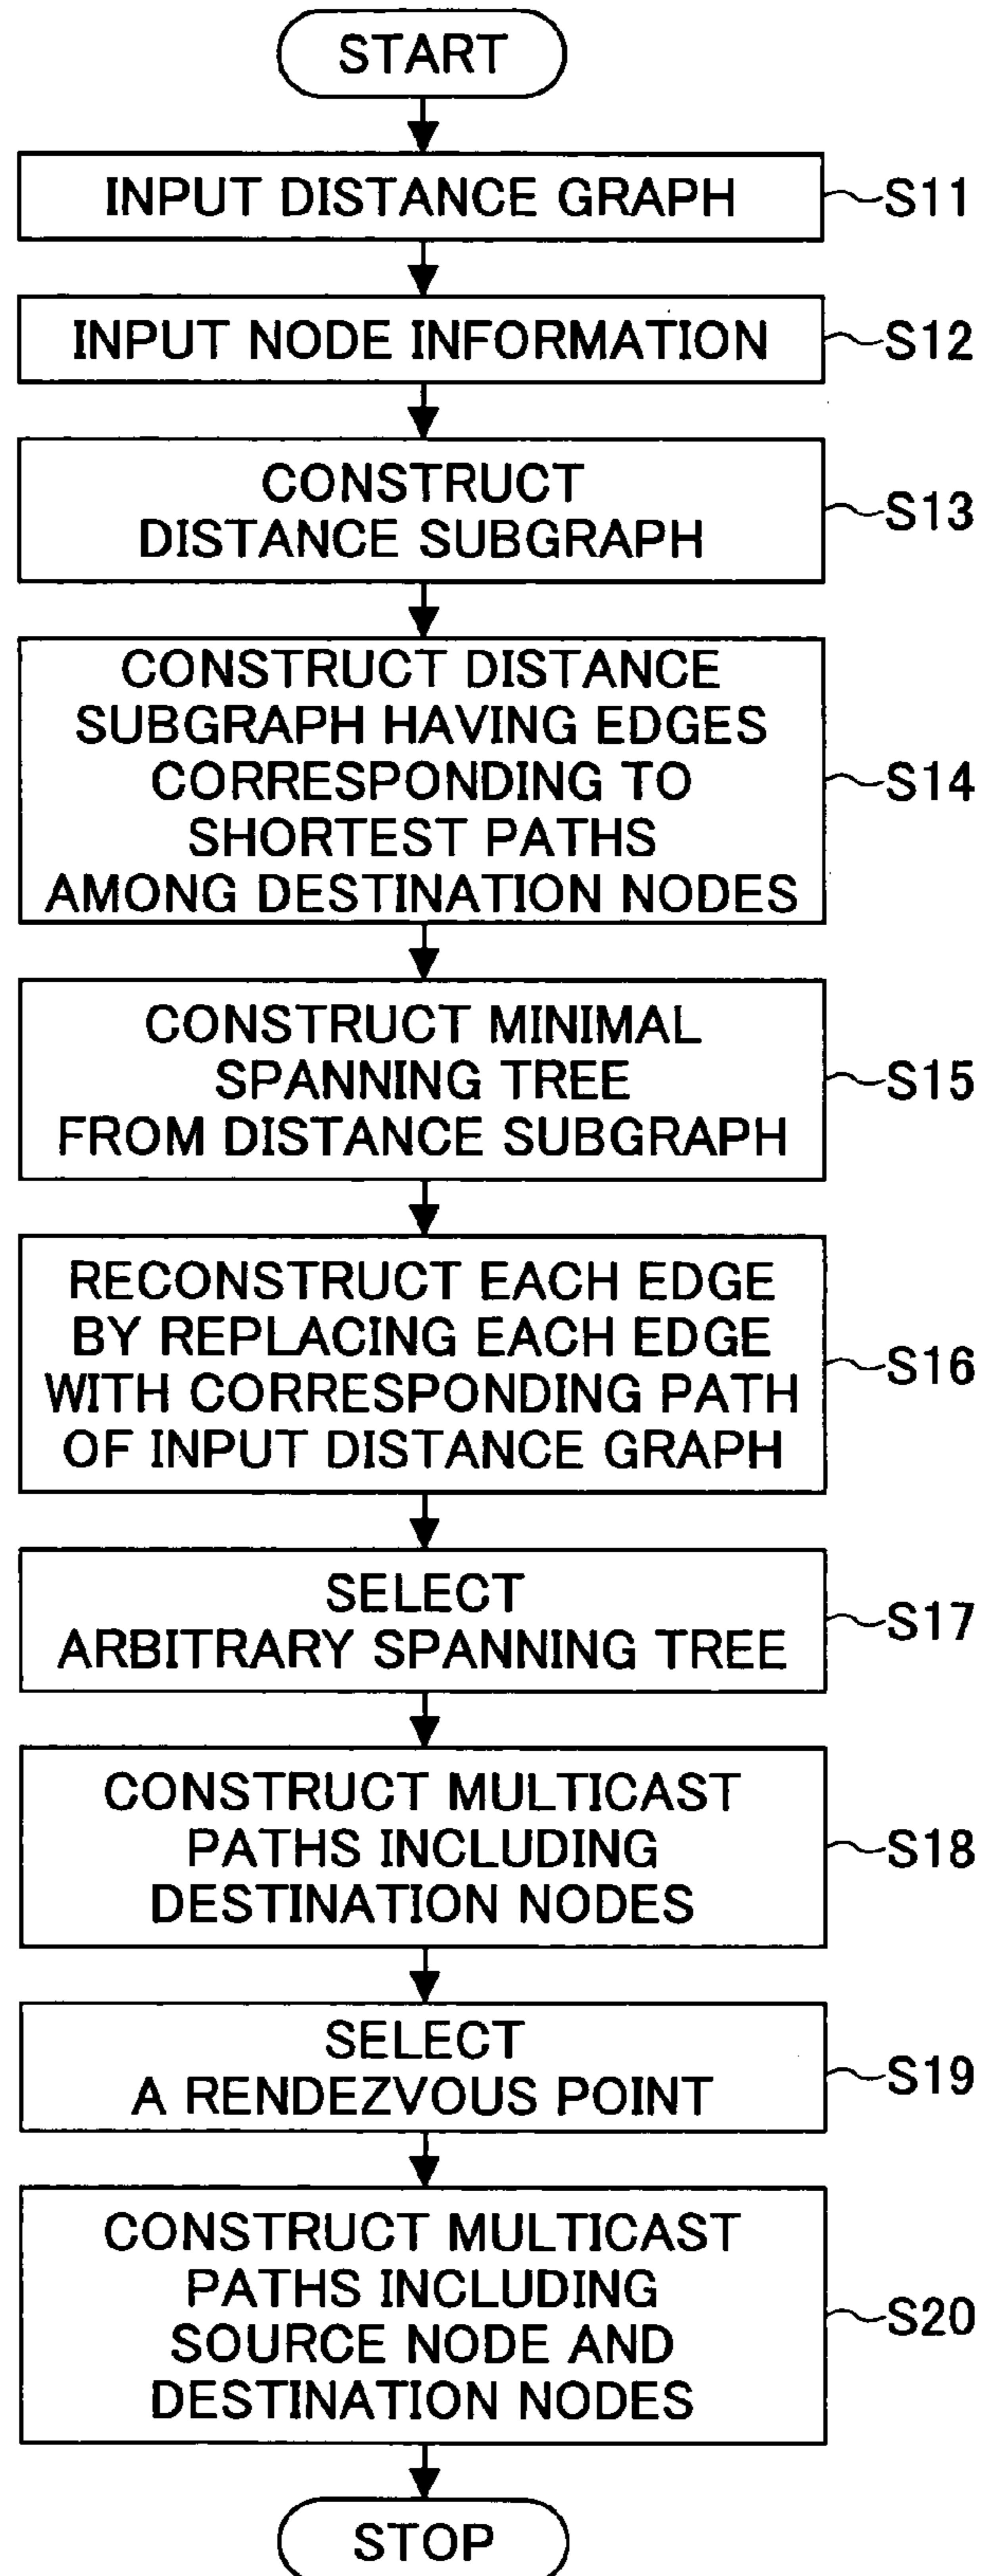 START
INPUT DISTANCE GRAPH
S11
INPUT NODE INFORMATION
S12
CONSTRUCT
DISTANCE SUBGRAPH
S13
CONSTRUCT DISTANCE
SUBGRAPH HAVING EDGES
CORRESPONDING TO
SHORTEST PATHS
AMONG DESTINATION NODES
S14
CONSTRUCT MINIMAL
SPANNING TREE
FROM DISTANCE SUBGRAPH
S15
RECONSTRUCT EACH EDGE
BY REPLACING EACH EDGE
WITH CORRESPONDING PATH
OF INPUT DISTANCE GRAPH
S16
SELECT
ARBITRARY SPANNING TREE
S17
CONSTRUCT MULTICAST
PATHS INCLUDING
DESTINATION NODES
S18
SELECT
A RENDEZVOUS POINT
S19
CONSTRUCT MULTICAST
PATHS INCLUDING
SOURCE NODE AND
DESTINATION NODES
S20
STOP